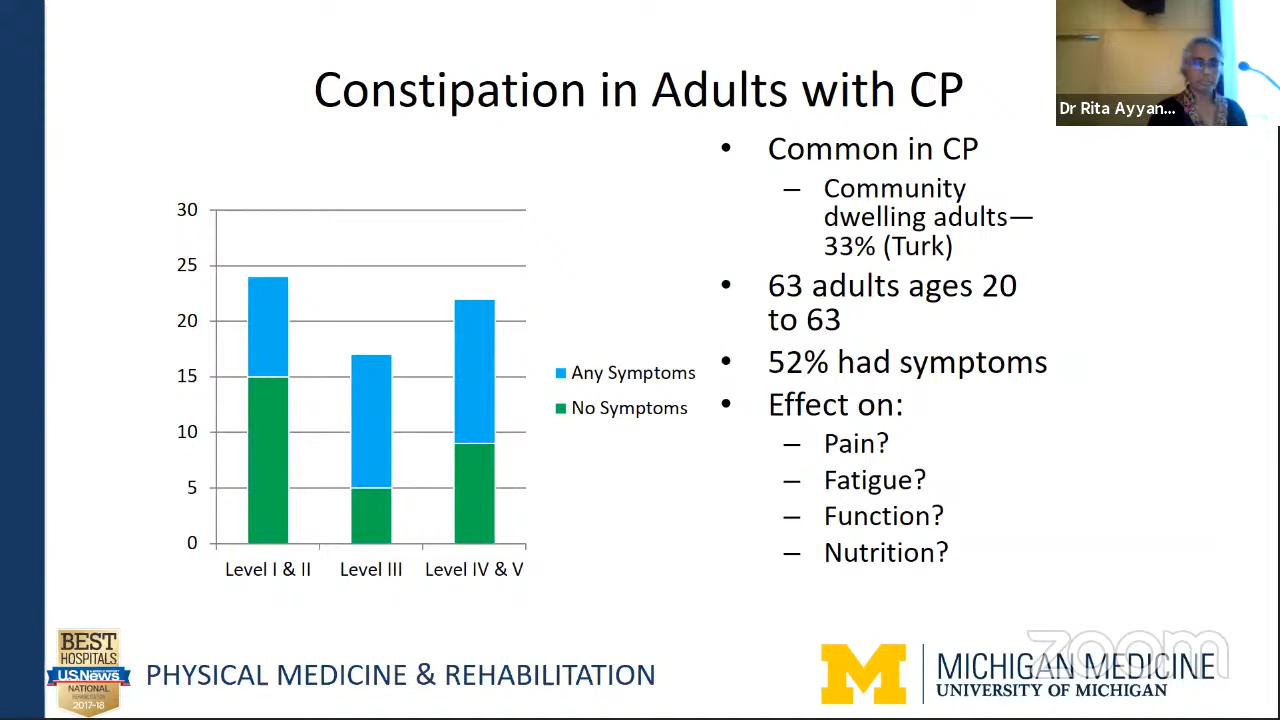 Constipation in Adults with CP
Dr Rita Ayyan...
30
25
20
15
10
5
0
Level I & II
Level III
Level IV & V
Any Symptoms
No Symptoms
• Common in CP
– Community
dwelling adults—
33% (Turk)
• 63 adults ages 20
to 63
• 52% had symptoms
• Effect on:
– Pain?
– Fatigue?
– Function?
– Nutrition?
BEST
HOSPITALS
U.S.News
NATIONAL
REHABILITATION
2017-18
PHYSICAL MEDICINE & REHABILITATION
M
MICHIGAN MEDICINE
UNIVERSITY OF MICHIGAN
zoom